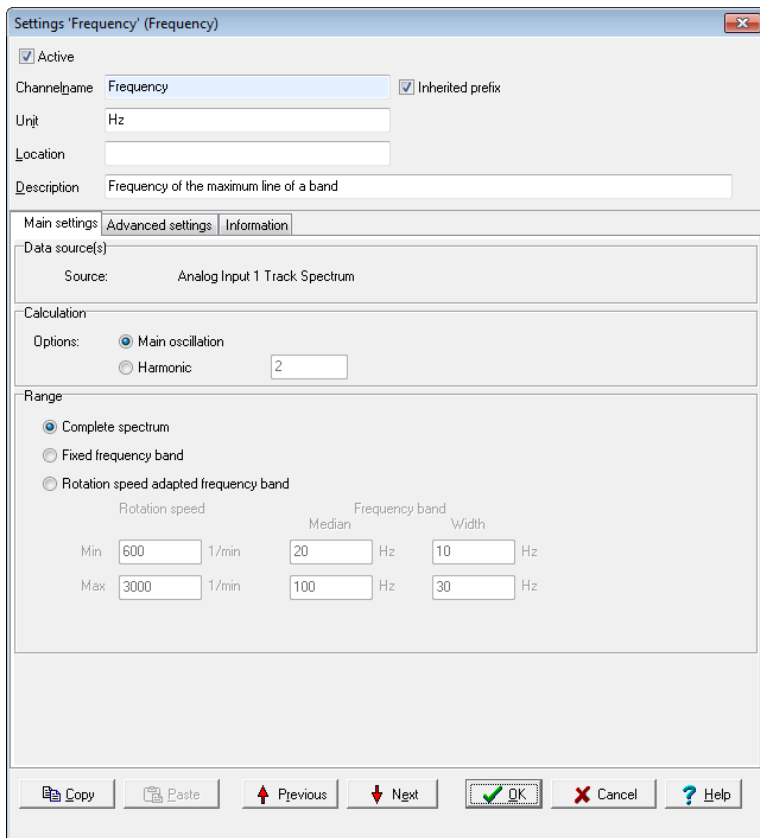 Settings 'Frequency' (Frequency)
Active
Channelname Frequency Inherited prefix
Unit Hz
Location
Description Frequency of the maximum line of a band
Main settings Advanced settings Information
Data source(s)
Source: Analog Input 1 Track Spectrum
Calculation
Options: Main oscillation
Harmonic 2
Range
Complete spectrum
Fixed frequency band
Rotation speed adapted frequency band
Rotation speed Frequency band
Median Width
Min 600 1/min 20 Hz 10 Hz
Max 3000 1/min 100 Hz 30 Hz
Copy Paste Previous Next OK Cancel ? Help